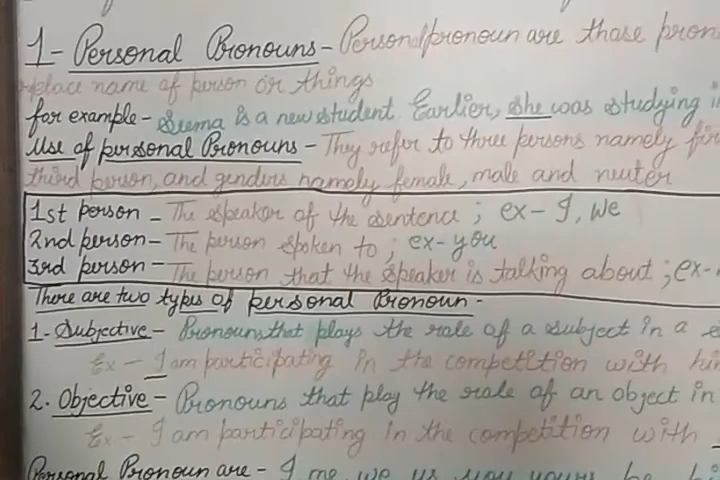 1- Personal Pronouns - Personal pronoun are those pron
replace name of person or things
for example - Seema is a new student. Earlier, she was studying i
Use of personal Pronouns - They refer to three persons namely fir
third person, and genders namely female, male and neuter
1st person - The speaker of the sentence; ex- I, We
2nd person - The person spoken to; ex- you
3rd person - The person that the speaker is talking about; ex-
There are two types of personal Pronoun -
1- Subjective - Pronouns that plays the role of a subject in a
Ex - I am participating in the competition with hi
2. Objective - Pronouns that play the role of an object in
Ex - I am participating in the competition with
Personal Pronoun are - I, me, we, us, you, yours, he,